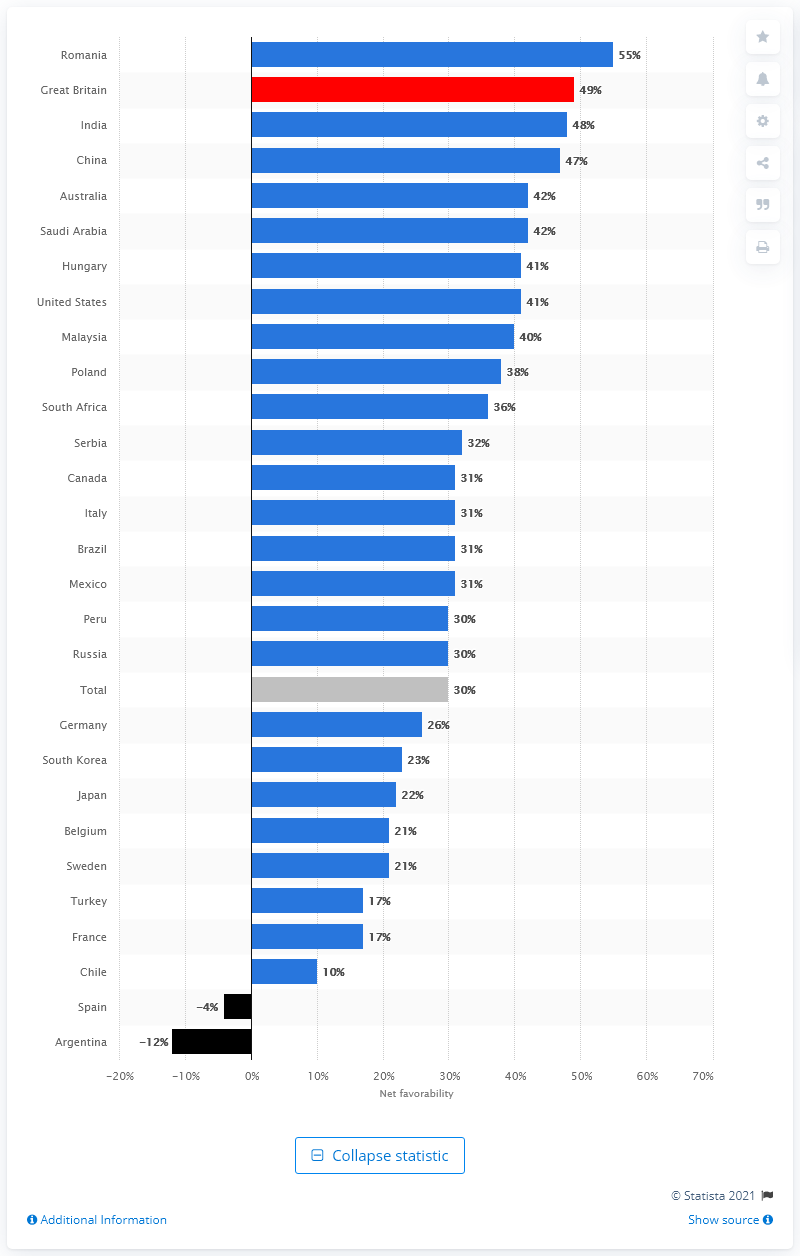 Romania 55%
Great Britain 49%
India 48%
China 47%
Australia 42%
Saudi Arabia 42%
Hungary 41%
United States 41%
Malaysia 40%
Poland 38%
South Africa 36%
Serbia 32%
Canada 31%
Italy 31%
Brazil 31%
Mexico 31%
Peru 30%
Russia 30%
Total 30%
Germany 26%
South Korea 23%
Japan 22%
Belgium 21%
Sweden 21%
Turkey 17%
France 17%
Chile 10%
Spain −4%
Argentina −12%
−20% −10% 0% 10% 20% 30% 40% 50% 60% 70%
Net favorability
Collapse statistic
© Statista 2021
Additional Information Show source